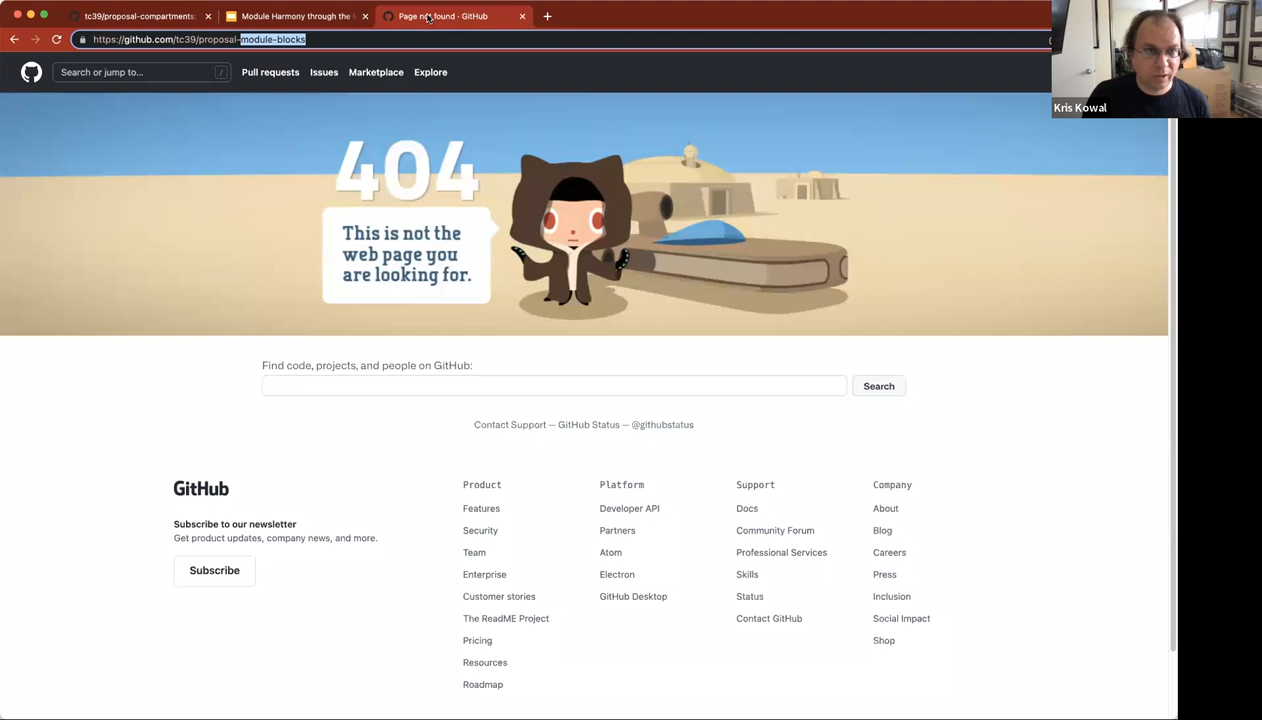 tc39/proposal-compartments:
Module Harmony through the l
Page not found · GitHub
https://github.com/tc39/proposal-module-blocks
Search or jump to...
/
Pull requests
Issues
Marketplace
Explore
Kris Kowal
404
This is not the
web page you
are looking for.
Find code, projects, and people on GitHub:
Search
Contact Support — GitHub Status — @githubstatus
GitHub
Subscribe to our newsletter
Get product updates, company news, and more.
Subscribe
Product
Features
Security
Team
Enterprise
Customer stories
The ReadME Project
Pricing
Resources
Roadmap
Platform
Developer API
Partners
Atom
Electron
GitHub Desktop
Support
Docs
Community Forum
Professional Services
Skills
Status
Contact GitHub
Company
About
Blog
Careers
Press
Inclusion
Social Impact
Shop